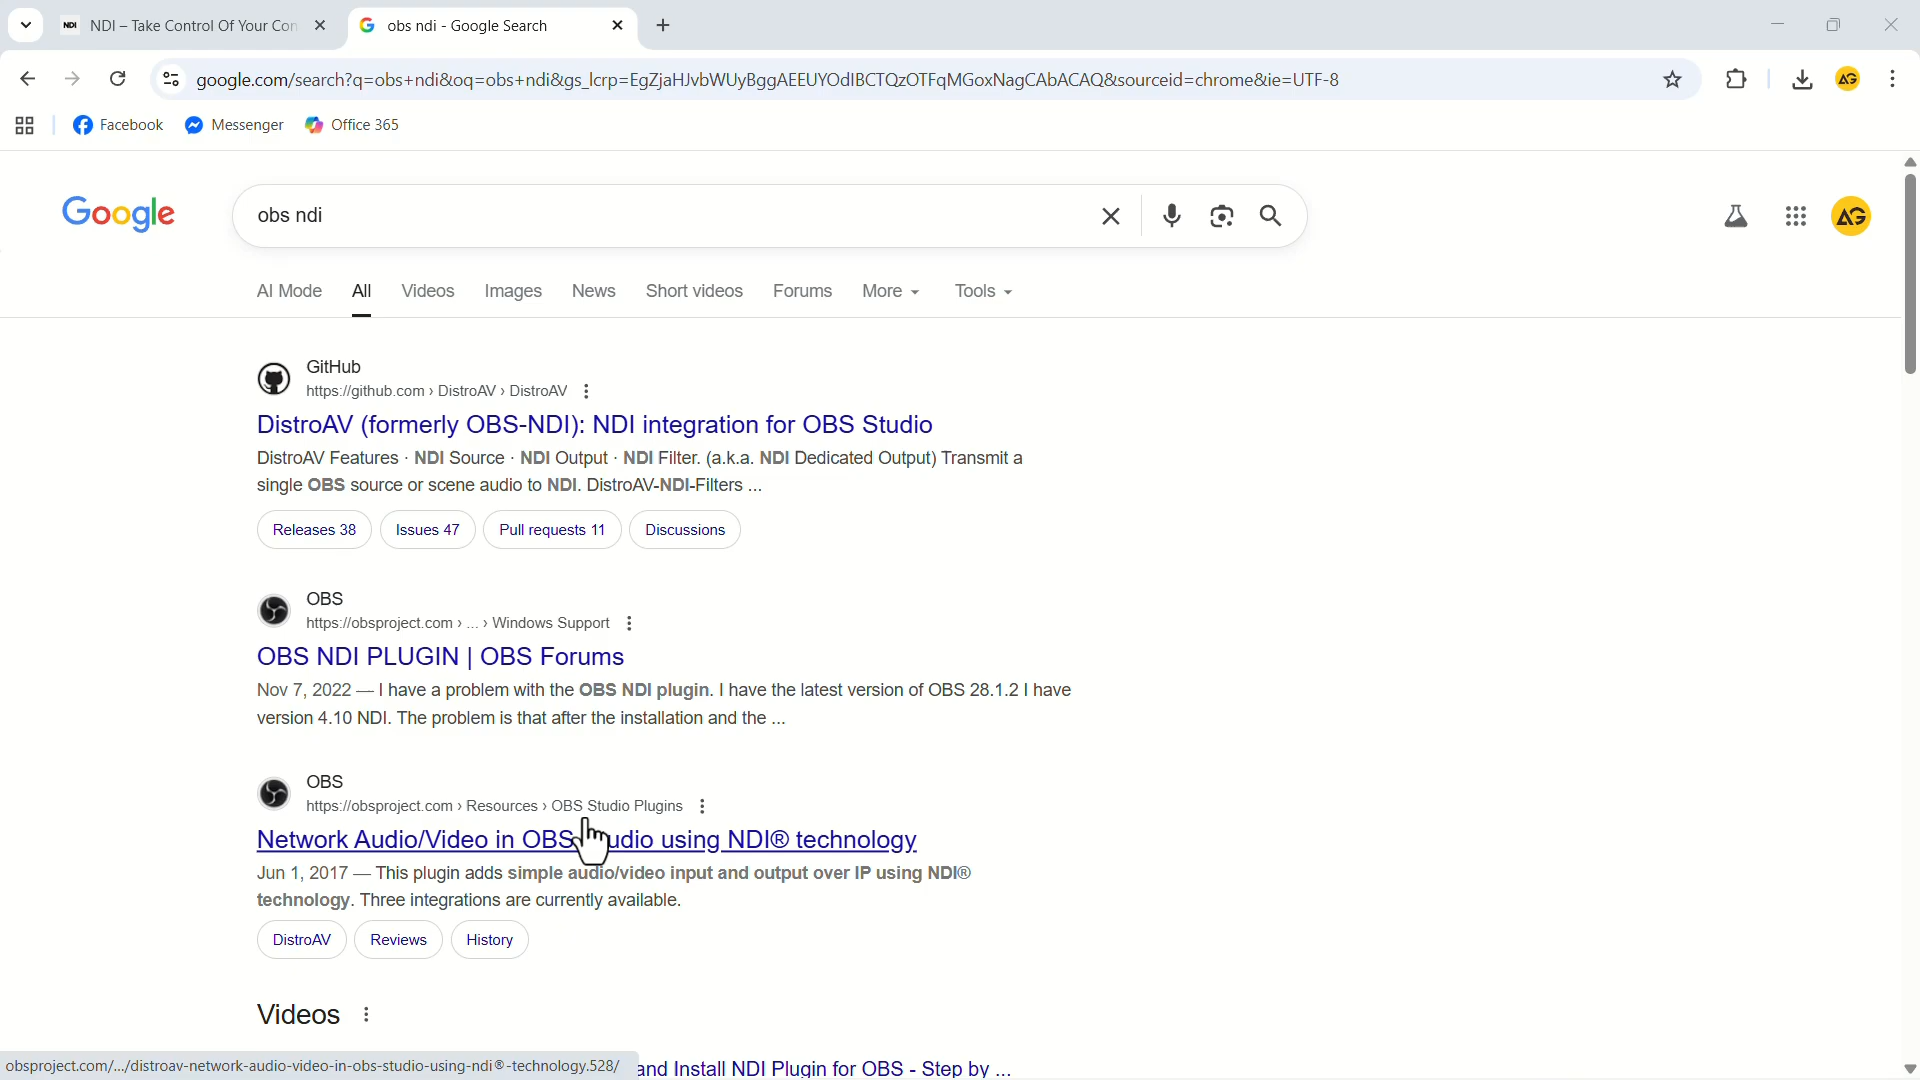 NDI – Take Control Of Your Con
obs ndi - Google Search
google.com/search?q=obs+ndi&oq=obs+ndi&gs_lcrp=EgZjaHJvbWUyBggAEEUYOdIBCTQzOTFqMGoxNagCAbACAQ&sourceid=chrome&ie=UTF-8
Facebook Messenger Office 365
Google obs ndi
AI Mode All Videos Images News Short videos Forums More Tools
GitHub
https://github.com › DistroAV › DistroAV
DistroAV (formerly OBS-NDI): NDI integration for OBS Studio
DistroAV Features · NDI Source · NDI Output · NDI Filter. (a.k.a. NDI Dedicated Output) Transmit a
single OBS source or scene audio to NDI. DistroAV-NDI-Filters ...
Releases 38 Issues 47 Pull requests 11 Discussions
OBS
https://obsproject.com › ... › Windows Support
OBS NDI PLUGIN | OBS Forums
Nov 7, 2022 — I have a problem with the OBS NDI plugin. I have the latest version of OBS 28.1.2 I have
version 4.10 NDI. The problem is that after the installation and the ...
OBS
https://obsproject.com › Resources › OBS Studio Plugins
Network Audio/Video in OBS udio using NDI® technology
Jun 1, 2017 — This plugin adds simple audio/video input and output over IP using NDI®
technology. Three integrations are currently available.
DistroAV Reviews History
Videos
and Install NDI Plugin for OBS - Step by ...
obsproject.com/.../distroav-network-audio-video-in-obs-studio-using-ndi®-technology.528/